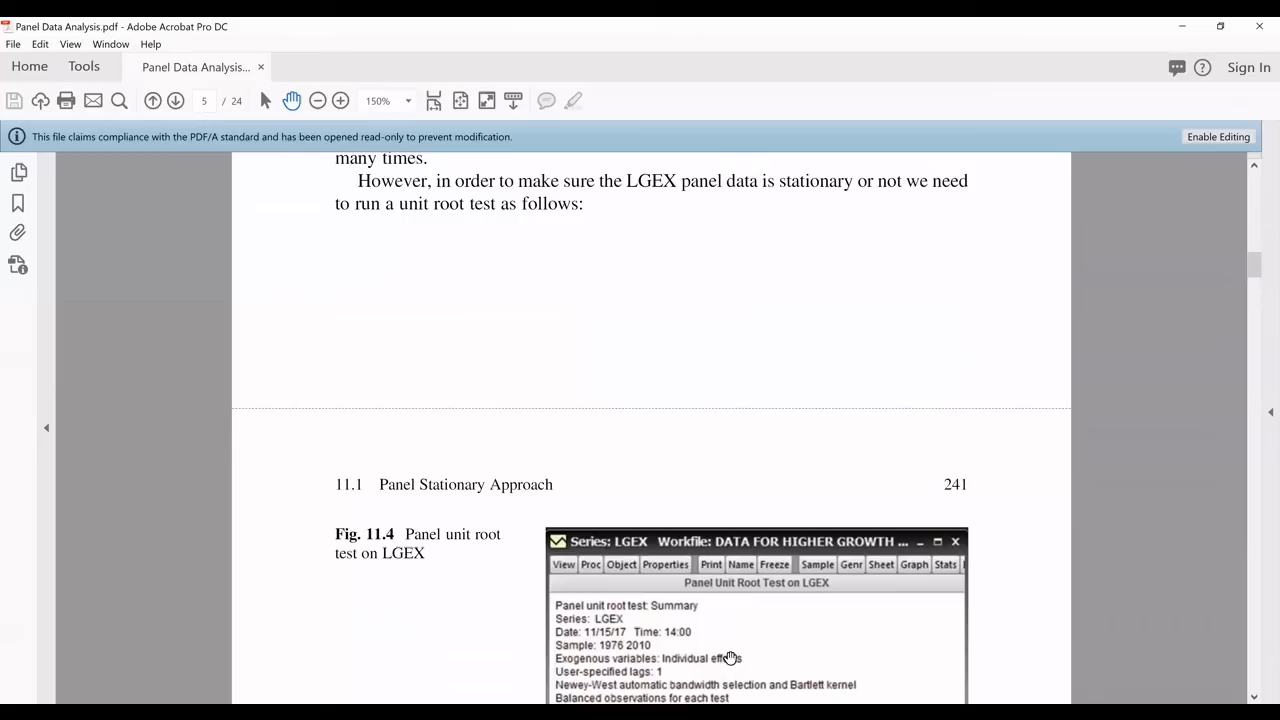 Panel Data Analysis.pdf - Adobe Acrobat Pro DC
File Edit View Window Help
Home Tools Panel Data Analysis... × Sign In
5 / 24 150%
This file claims compliance with the PDF/A standard and has been opened read-only to prevent modification. Enable Editing
many times.
However, in order to make sure the LGEX panel data is stationary or not we need
to run a unit root test as follows:
11.1 Panel Stationary Approach 241
Fig. 11.4 Panel unit root
test on LGEX
Series: LGEX Workfile: DATA FOR HIGHER GROWTH ...
View Proc Object Properties Print Name Freeze Sample Genr Sheet Graph Stats
Panel Unit Root Test on LGEX
Panel unit root test: Summary
Series: LGEX
Date: 11/15/17 Time: 14:00
Sample: 1976 2010
Exogenous variables: Individual effects
User-specified lags: 1
Newey-West automatic bandwidth selection and Bartlett kernel
Balanced observations for each test